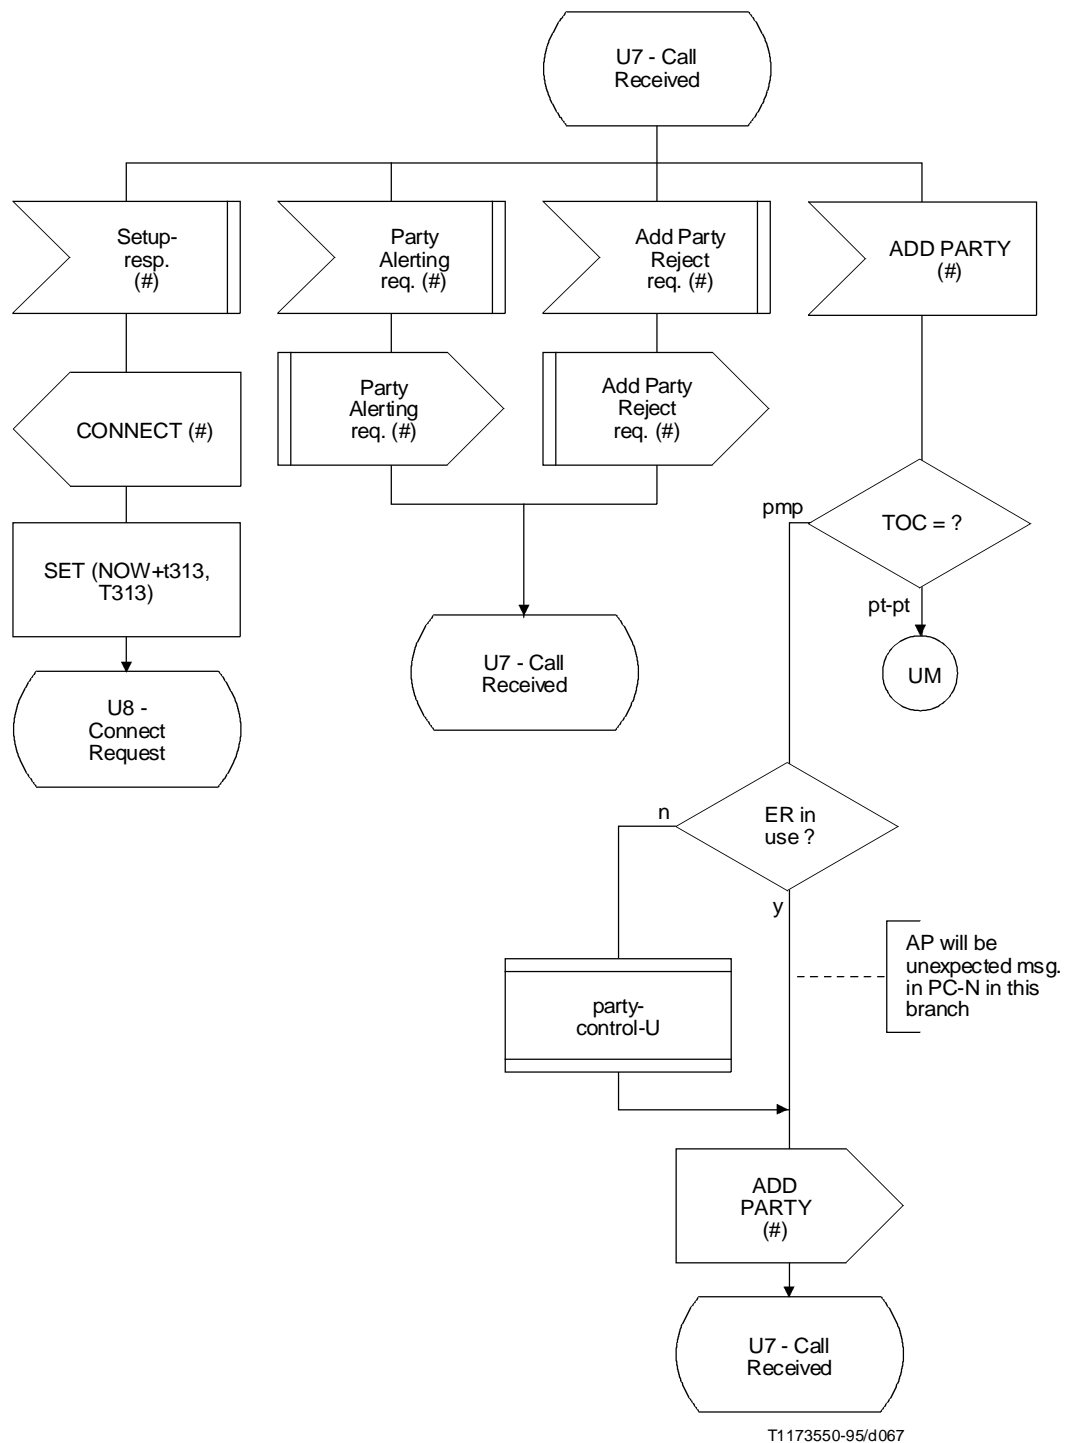 U7 - Call
Received
Setup-
resp.
(#)
Party
Alerting
req. (#)
Add Party
Reject
req. (#)
ADD PARTY
(#)
CONNECT (#)
Party
Alerting
req. (#)
Add Party
Reject
req. (#)
pmp
TOC = ?
pt-pt
UM
SET (NOW+t313,
T313)
U7 - Call
Received
U8 -
Connect
Request
n
ER in
use ?
y
AP will be
unexpected msg.
in PC-N in this
branch
party-
control-U
ADD
PARTY
(#)
U7 - Call
Received
T1173550-95/d067